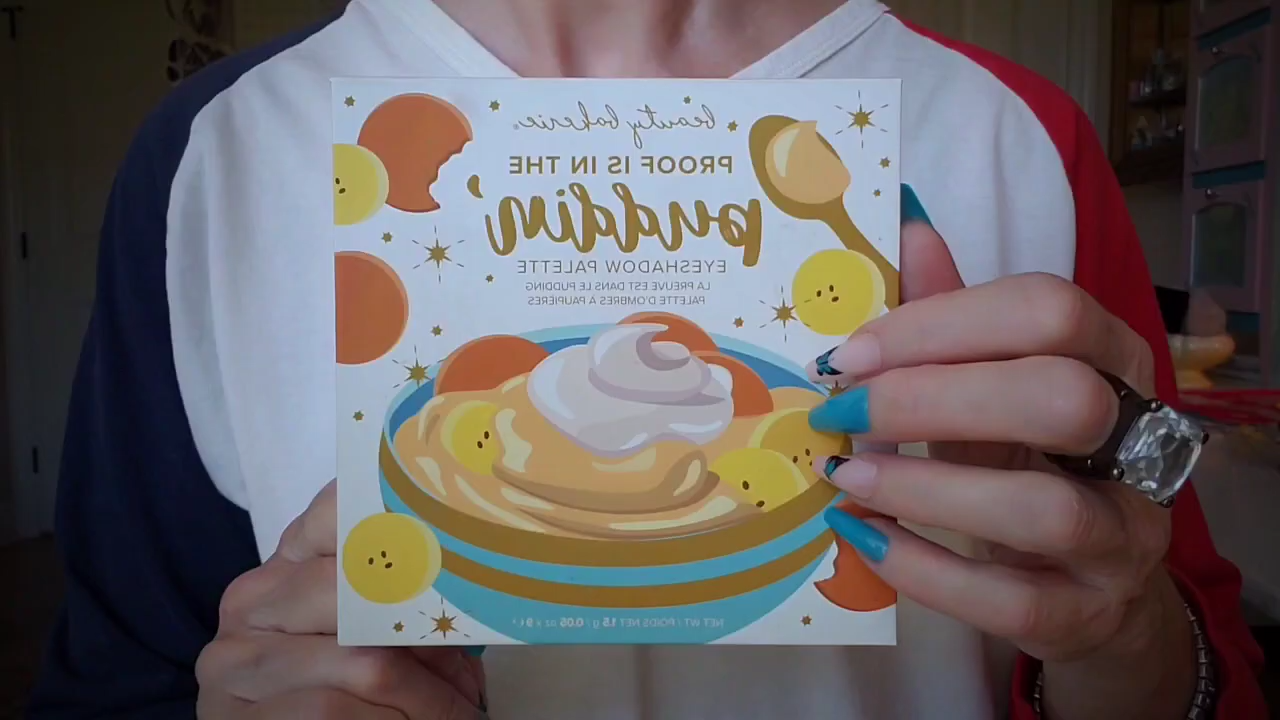 beauty bakerie®
PROOF IS IN THE
puddin'
EYESHADOW PALETTE
LA PREUVE EST DANS LE PUDDING
PALETTE D'OMBRES À PAUPIÈRES
NET WT / POIDS NET 1.5 g / 0.05 oz x 9